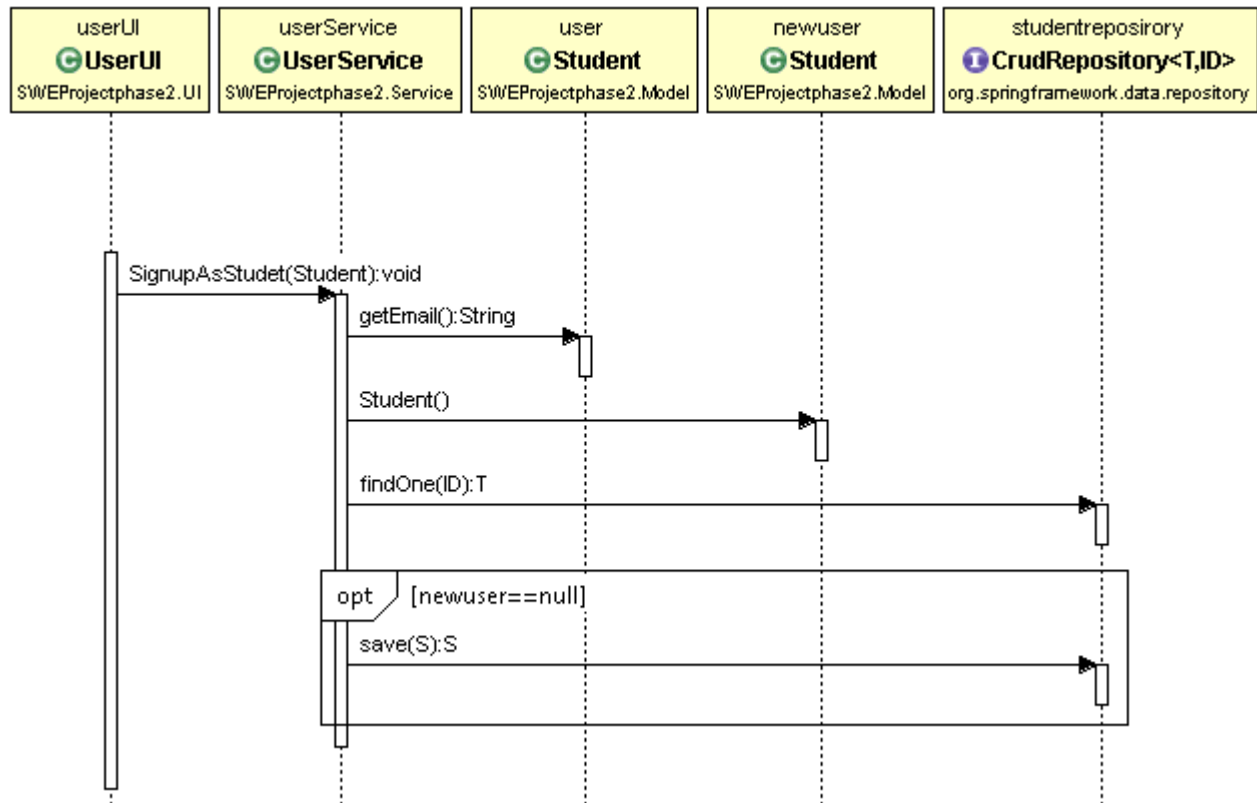 userUI
UserUI
SWEProjectphase2.UI
userService
UserService
SWEProjectphase2.Service
user
Student
SWEProjectphase2.Model
newuser
Student
SWEProjectphase2.Model
studentreposirory
CrudRepository<T,ID>
org.springframework.data.repository
SignupAsStudet(Student):void
getEmail():String
Student()
findOne(ID):T
opt [newuser==null]
save(S):S